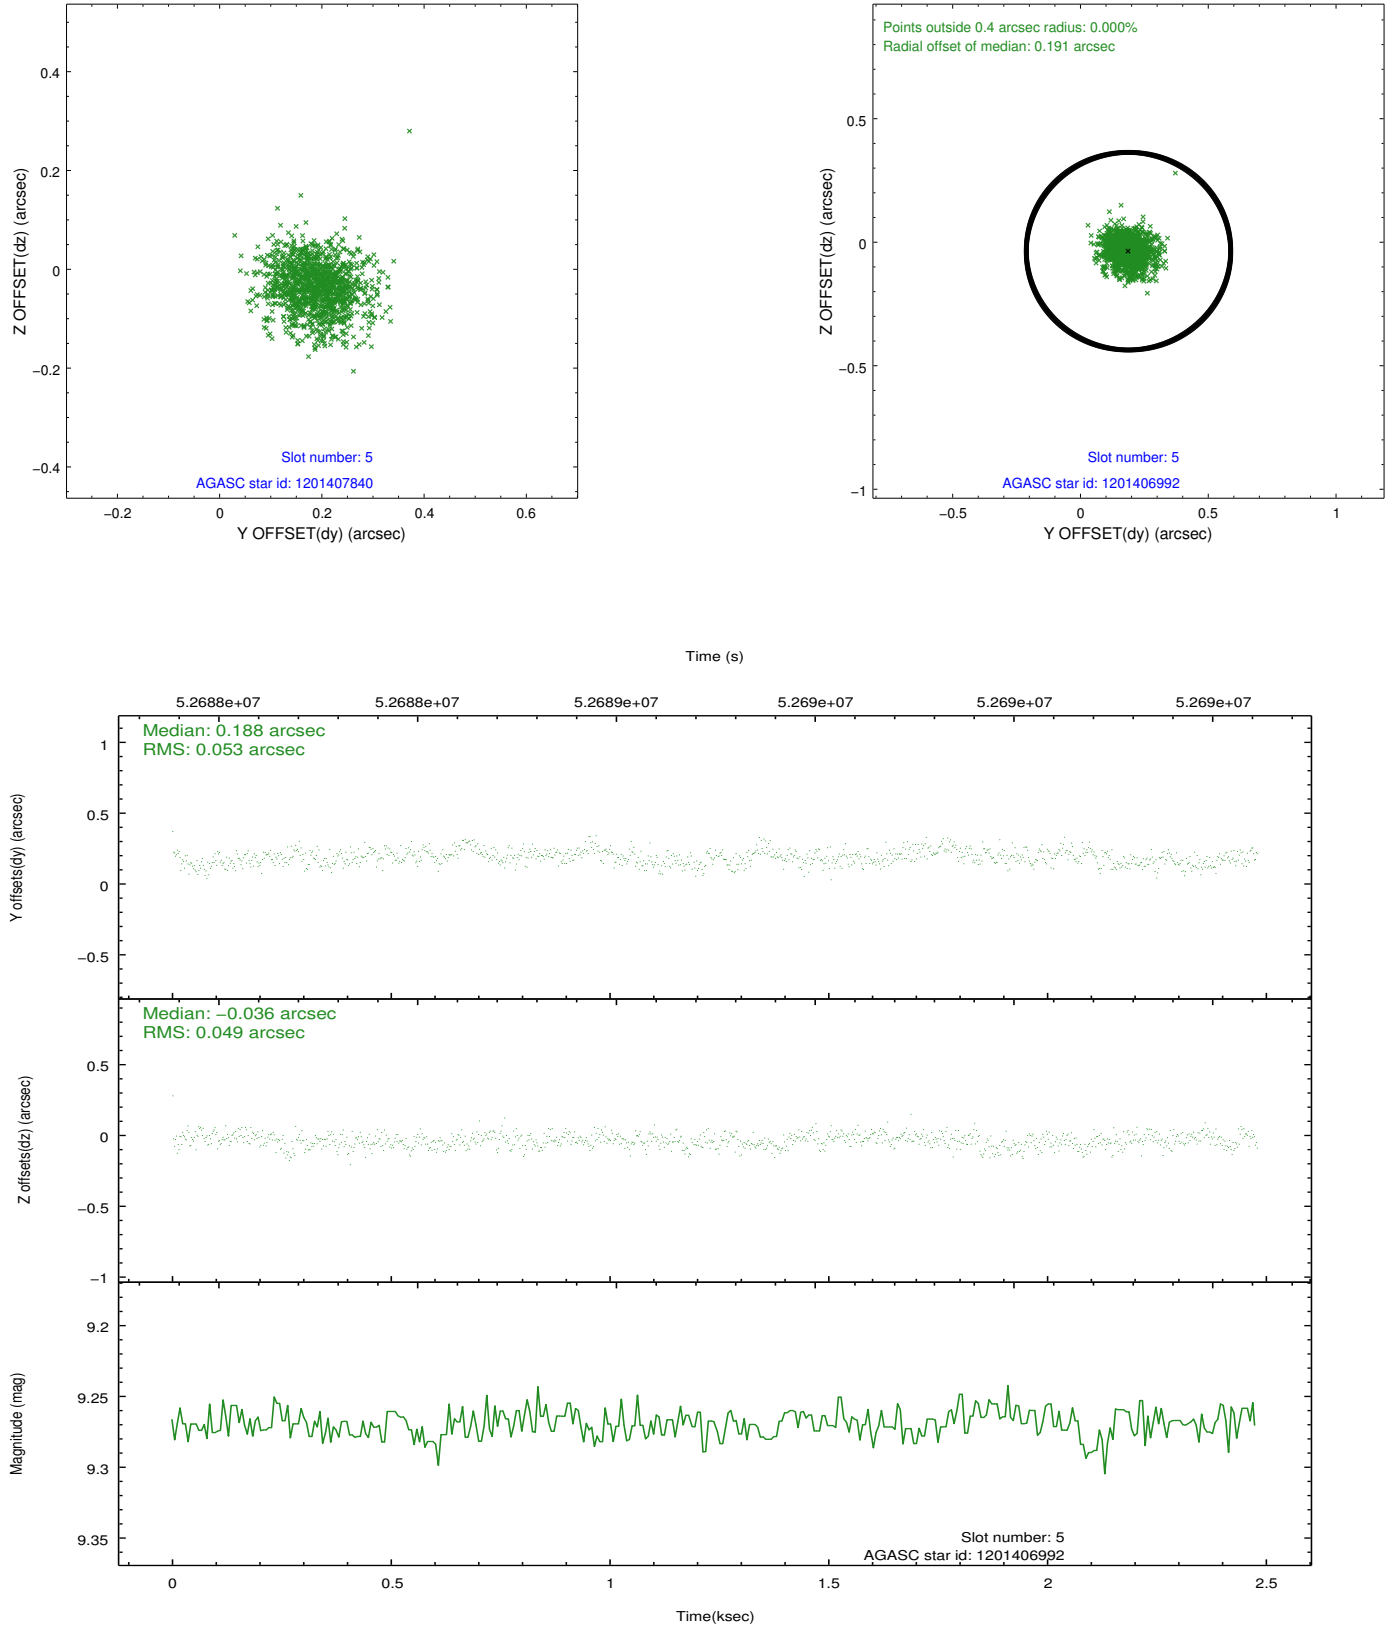 0.4
0.2
0
−0.2
−0.4
Z OFFSET(dz) (arcsec)
Slot number: 5
AGASC star id: 1201407840
−0.2
0
0.2
0.4
0.6
Y OFFSET(dy) (arcsec)
Points outside 0.4 arcsec radius: 0.000%
Radial offset of median: 0.191 arcsec
0.5
0
−0.5
−1
Z OFFSET(dz) (arcsec)
Slot number: 5
AGASC star id: 1201406992
−0.5
0
0.5
1
Y OFFSET(dy) (arcsec)
Time (s)
5.2688e+07
5.2688e+07
5.2689e+07
5.269e+07
5.269e+07
5.269e+07
Median: 0.188 arcsec
RMS: 0.053 arcsec
1
0.5
0
−0.5
Y offsets(dy) (arcsec)
Median: −0.036 arcsec
RMS: 0.049 arcsec
0.5
0
−0.5
−1
Z offsets(dz) (arcsec)
9.2
9.25
9.3
9.35
Magnitude (mag)
Slot number: 5
AGASC star id: 1201406992
0
0.5
1
1.5
2
2.5
Time(ksec)